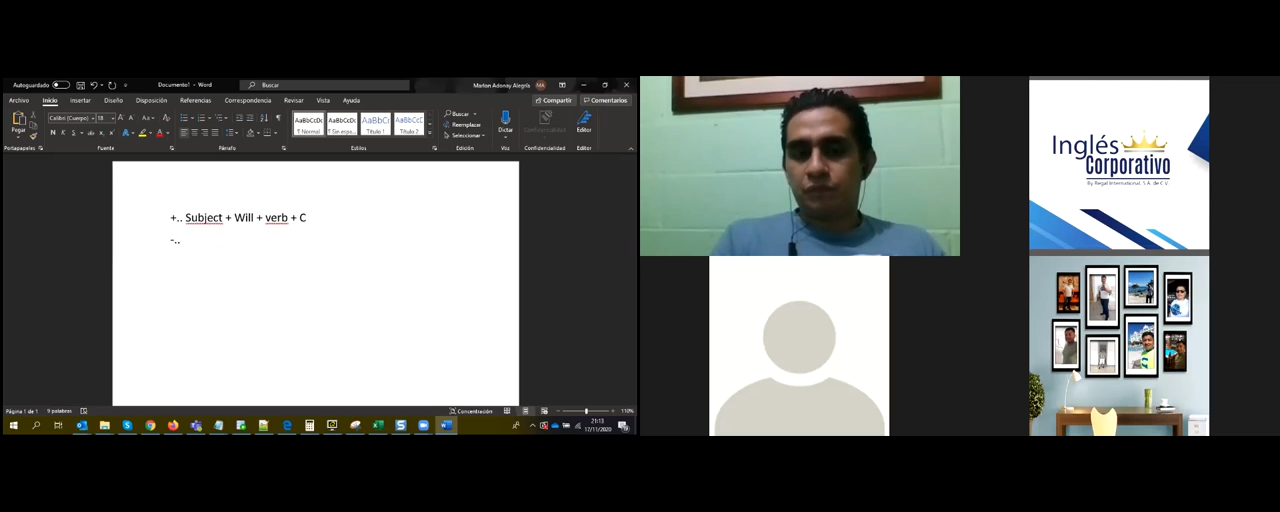 Autoguardado
Documento1 - Word
Buscar
Marlon Adonay Alegría
MA
Archivo
Inicio
Insertar
Diseño
Disposición
Referencias
Correspondencia
Revisar
Vista
Ayuda
Compartir
Comentarios
Pegar
Calibri (Cuerpo)
18
AaBbCcDc
¶ Normal
AaBbCcDc
¶ Sin espa...
AaBbCc
Título 1
AaBbCcC
Título 2
Buscar
Reemplazar
Seleccionar
Dictar
Confidencialidad
Editor
Portapapeles
Fuente
Párrafo
Estilos
Edición
Voz
Confidencialidad
Editor
+.. Subject + Will + verb + C
-..
Página 1 de 1
9 palabras
Concentración
110%
21:13
17/11/2020
Inglés
Corporativo
By Regal International, S.A. de C.V.